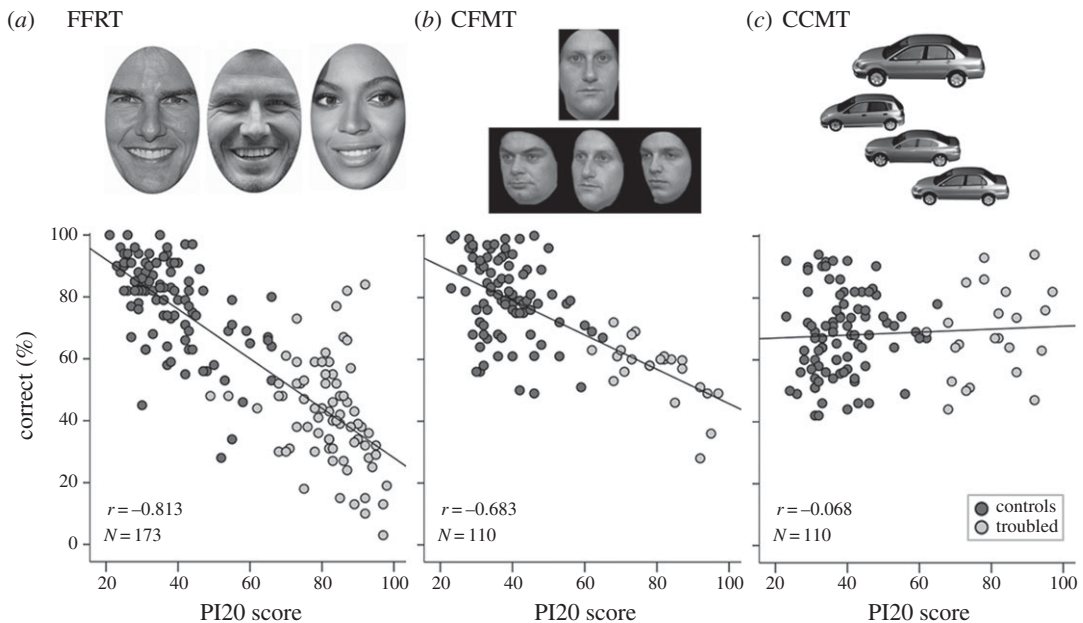 (a) FFRT
(b) CFMT
(c) CCMT
correct (%)
100
80
60
40
20
0
r = –0.813
N = 173
r = –0.683
N = 110
r = –0.068
N = 110
controls
troubled
20 40 60 80 100
20 40 60 80 100
20 40 60 80 100
PI20 score
PI20 score
PI20 score